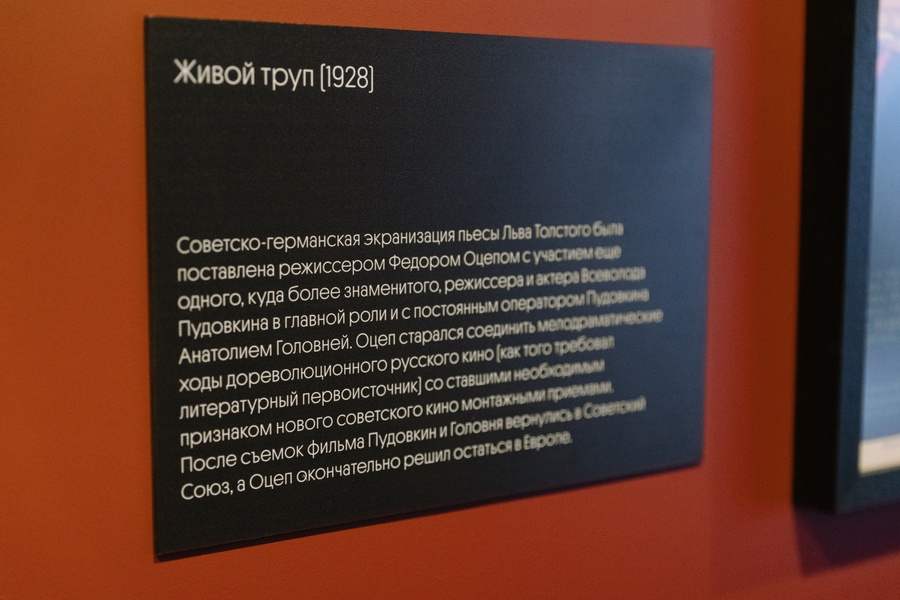 Живой труп (1928)
Советско-германская экранизация пьесы Льва Толстого была
поставлена режиссером Федором Оцепом с участием еще
одного, куда более знаменитого, режиссера и актера Всеволода
Пудовкина в главной роли и с постоянным оператором Пудовкина
Анатолием Головней. Оцеп старался соединить мелодраматические
ходы дореволюционного русского кино (как того требовал
литературный первоисточник) со ставшими необходимым
признаком нового советского кино монтажными приемами.
После съемок фильма Пудовкин и Головня вернулись в Советский
Союз, а Оцеп окончательно решил остаться в Европе.